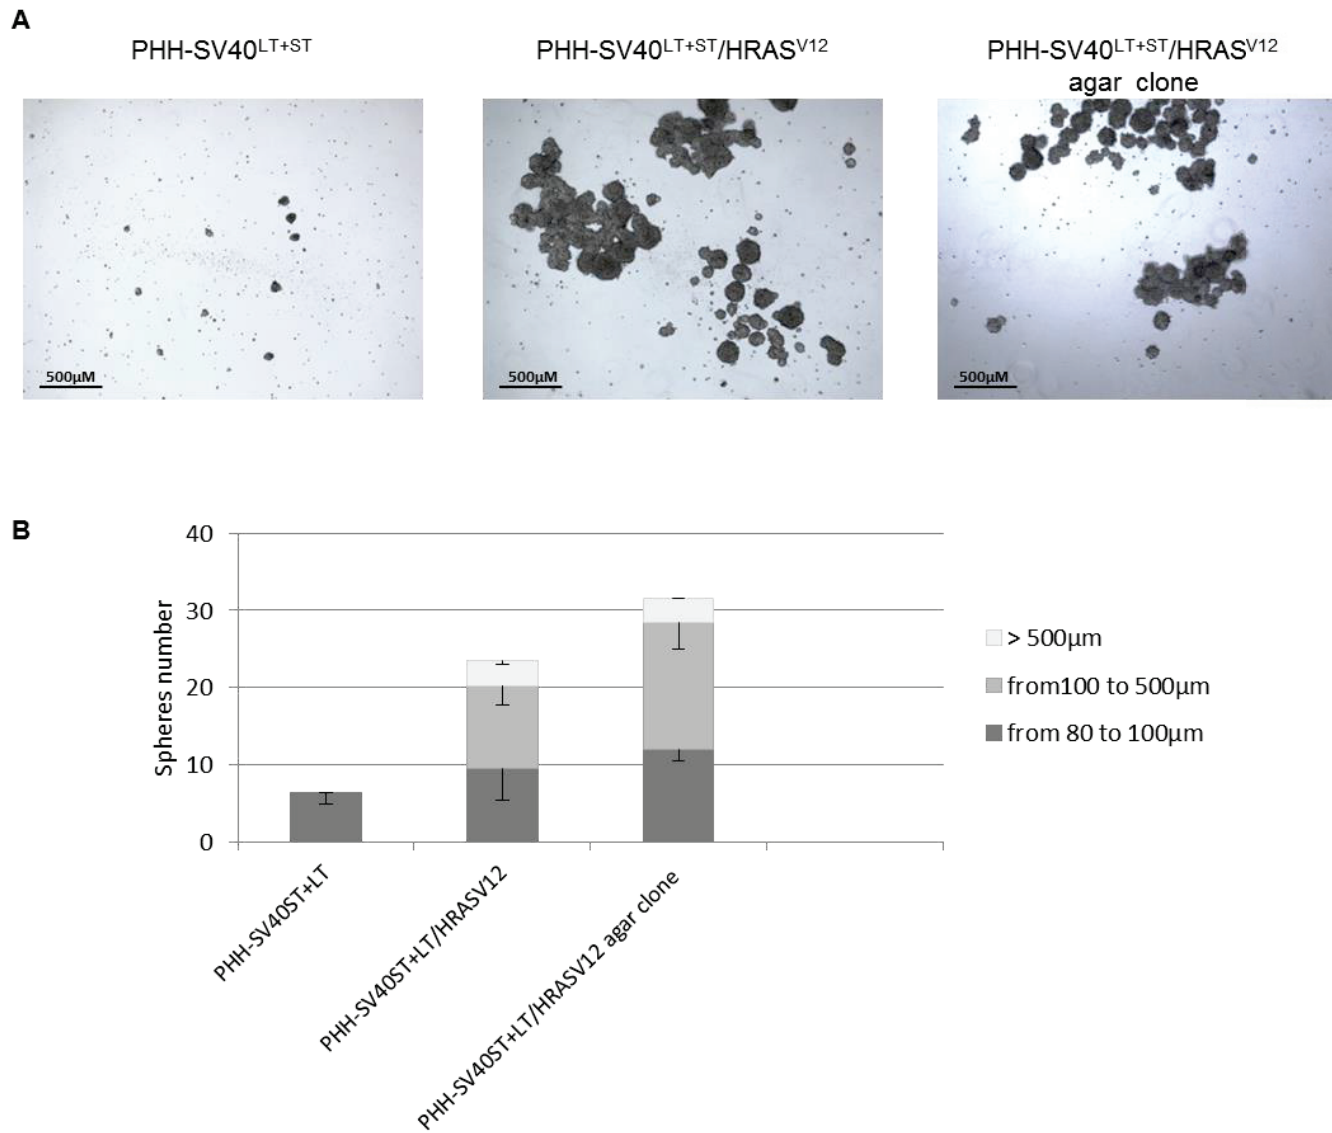 A
PHH-SV40LT+ST
PHH-SV40LT+ST/HRASV12
PHH-SV40LT+ST/HRASV12
agar clone
500µM
500µM
500µM
B
40
30
20
10
0
Spheres number
PHH-SV40ST+LT
PHH-SV40ST+LT/HRASV12
PHH-SV40ST+LT/HRASV12 agar clone
> 500µm
from100 to 500µm
from 80 to 100µm